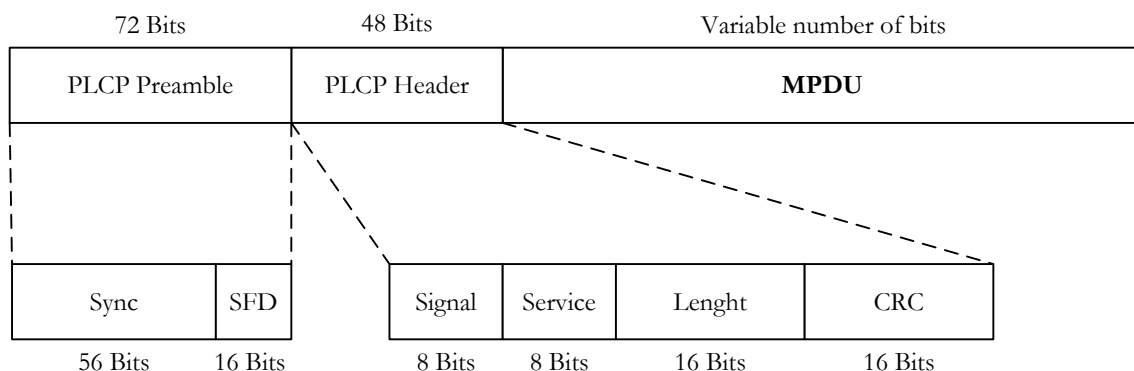 72 Bits 48 Bits Variable number of bits
PLCP Preamble PLCP Header MPDU
Sync SFD Signal Service Lenght CRC
56 Bits 16 Bits 8 Bits 8 Bits 16 Bits 16 Bits